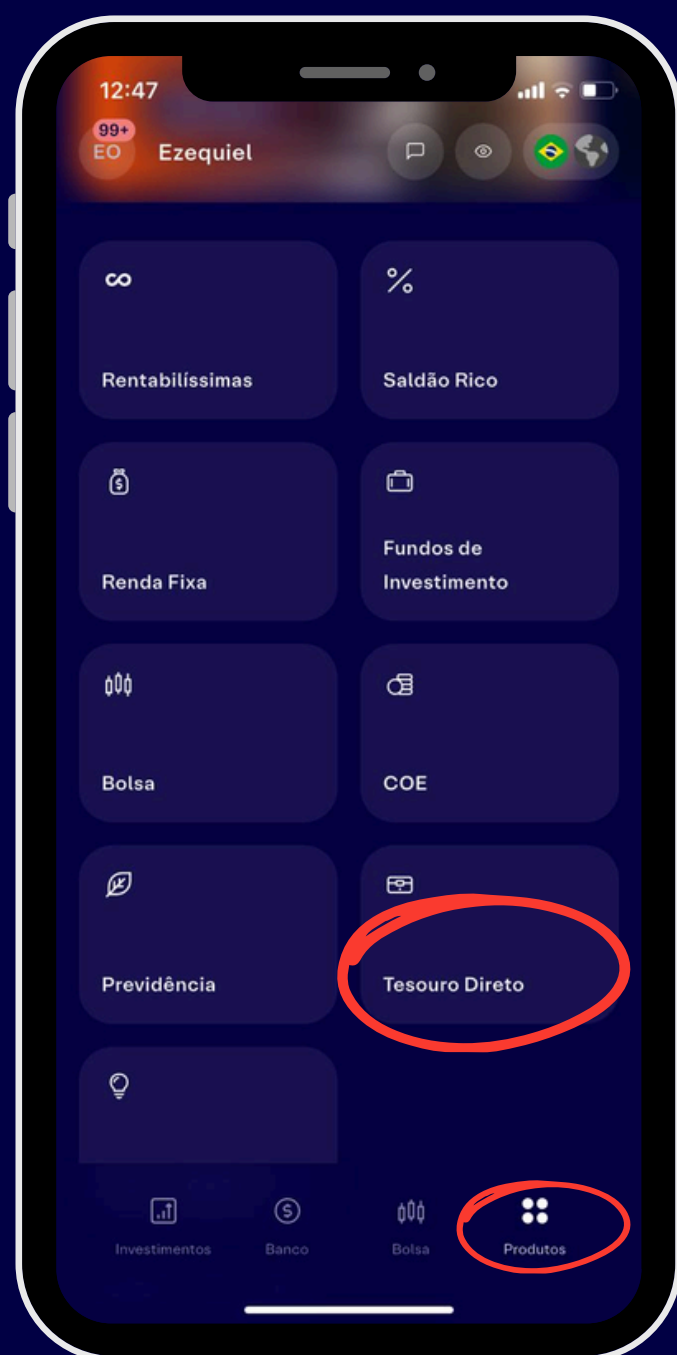 12:47
99+
EO
Ezequiel
Rentabilíssimas
Saldão Rico
Renda Fixa
Fundos de
Investimento
Bolsa
COE
Previdência
Tesouro Direto
Investimentos
Banco
Bolsa
Produtos